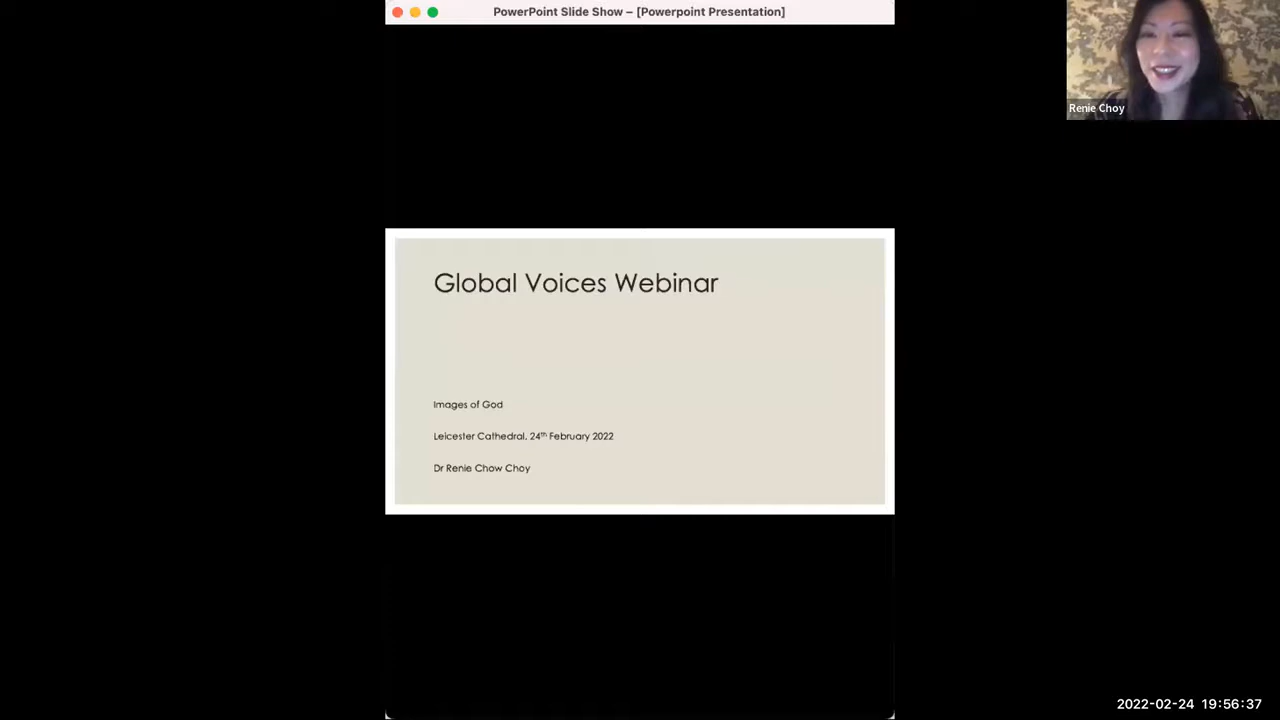 PowerPoint Slide Show – [Powerpoint Presentation]
Renie Choy
Global Voices Webinar
Images of God
Leicester Cathedral, 24th February 2022
Dr Renie Chow Choy
2022-02-24 19:56:37